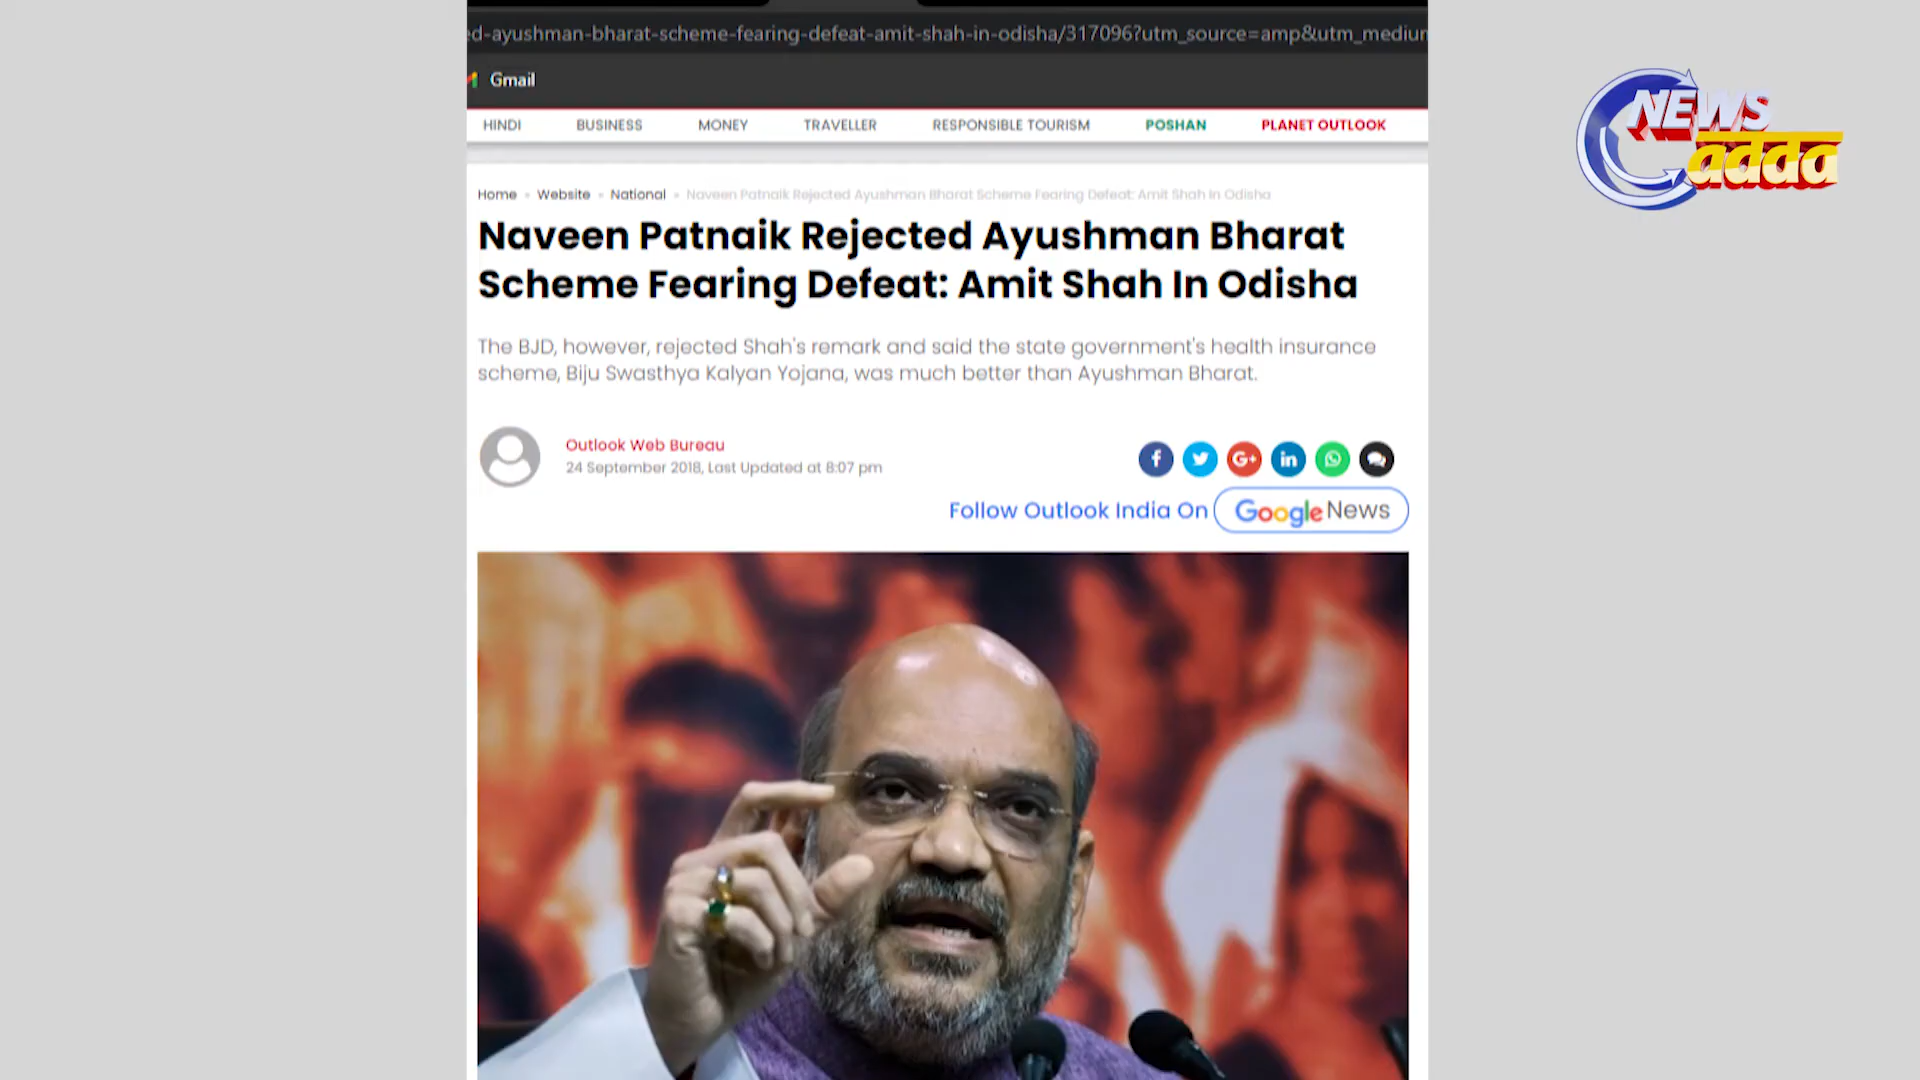 ed-ayushman-bharat-scheme-fearing-defeat-amit-shah-in-odisha/317096?utm_source=amp&utm_medium
Gmail
HINDI BUSINESS MONEY TRAVELLER RESPONSIBLE TOURISM POSHAN PLANET OUTLOOK
NEWS
adda
Home Website National Naveen Patnaik Rejected Ayushman Bharat Scheme Fearing Defeat: Amit Shah In Odisha
Naveen Patnaik Rejected Ayushman Bharat
Scheme Fearing Defeat: Amit Shah In Odisha
The BJD, however, rejected Shah's remark and said the state government's health insurance
scheme, Biju Swasthya Kalyan Yojana, was much better than Ayushman Bharat.
Outlook Web Bureau
24 September 2018, Last Updated at 8:07 pm
Follow Outlook India On Google News